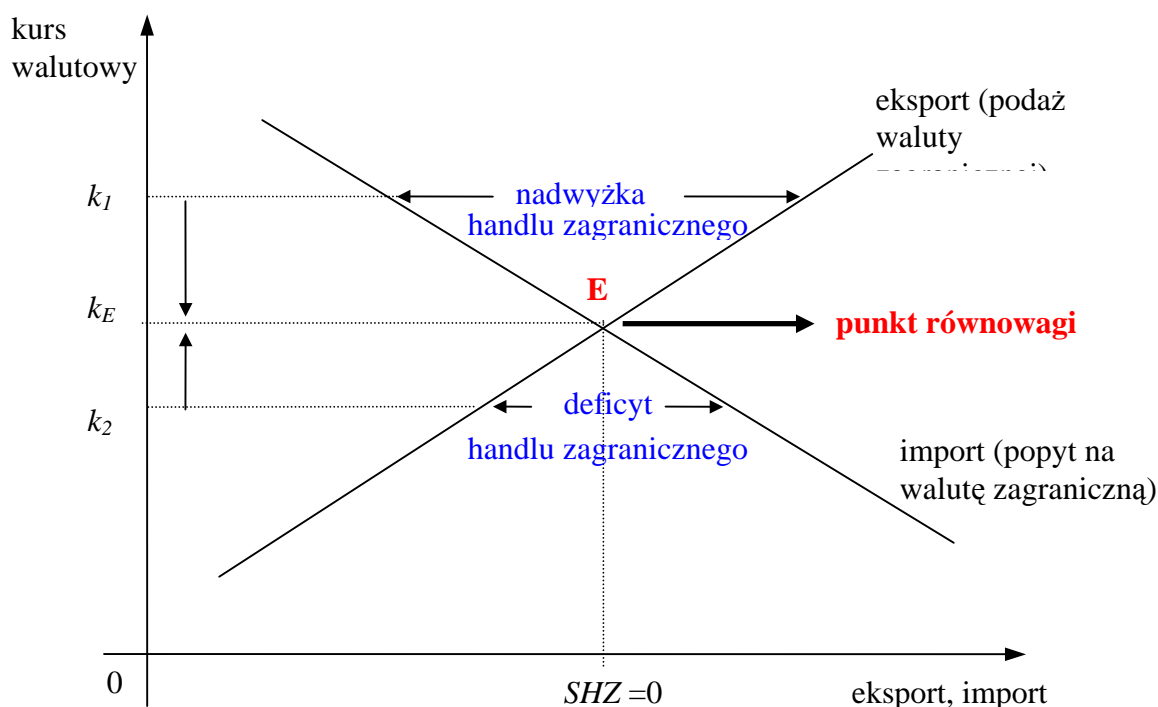 kurs
walutowy
eksport (podaż
waluty
k1
nadwyżka
handlu zagranicznego
E
kE
punkt równowagi
k2
deficyt
handlu zagranicznego
import (popyt na
walutę zagraniczną)
0
SHZ =0
eksport, import